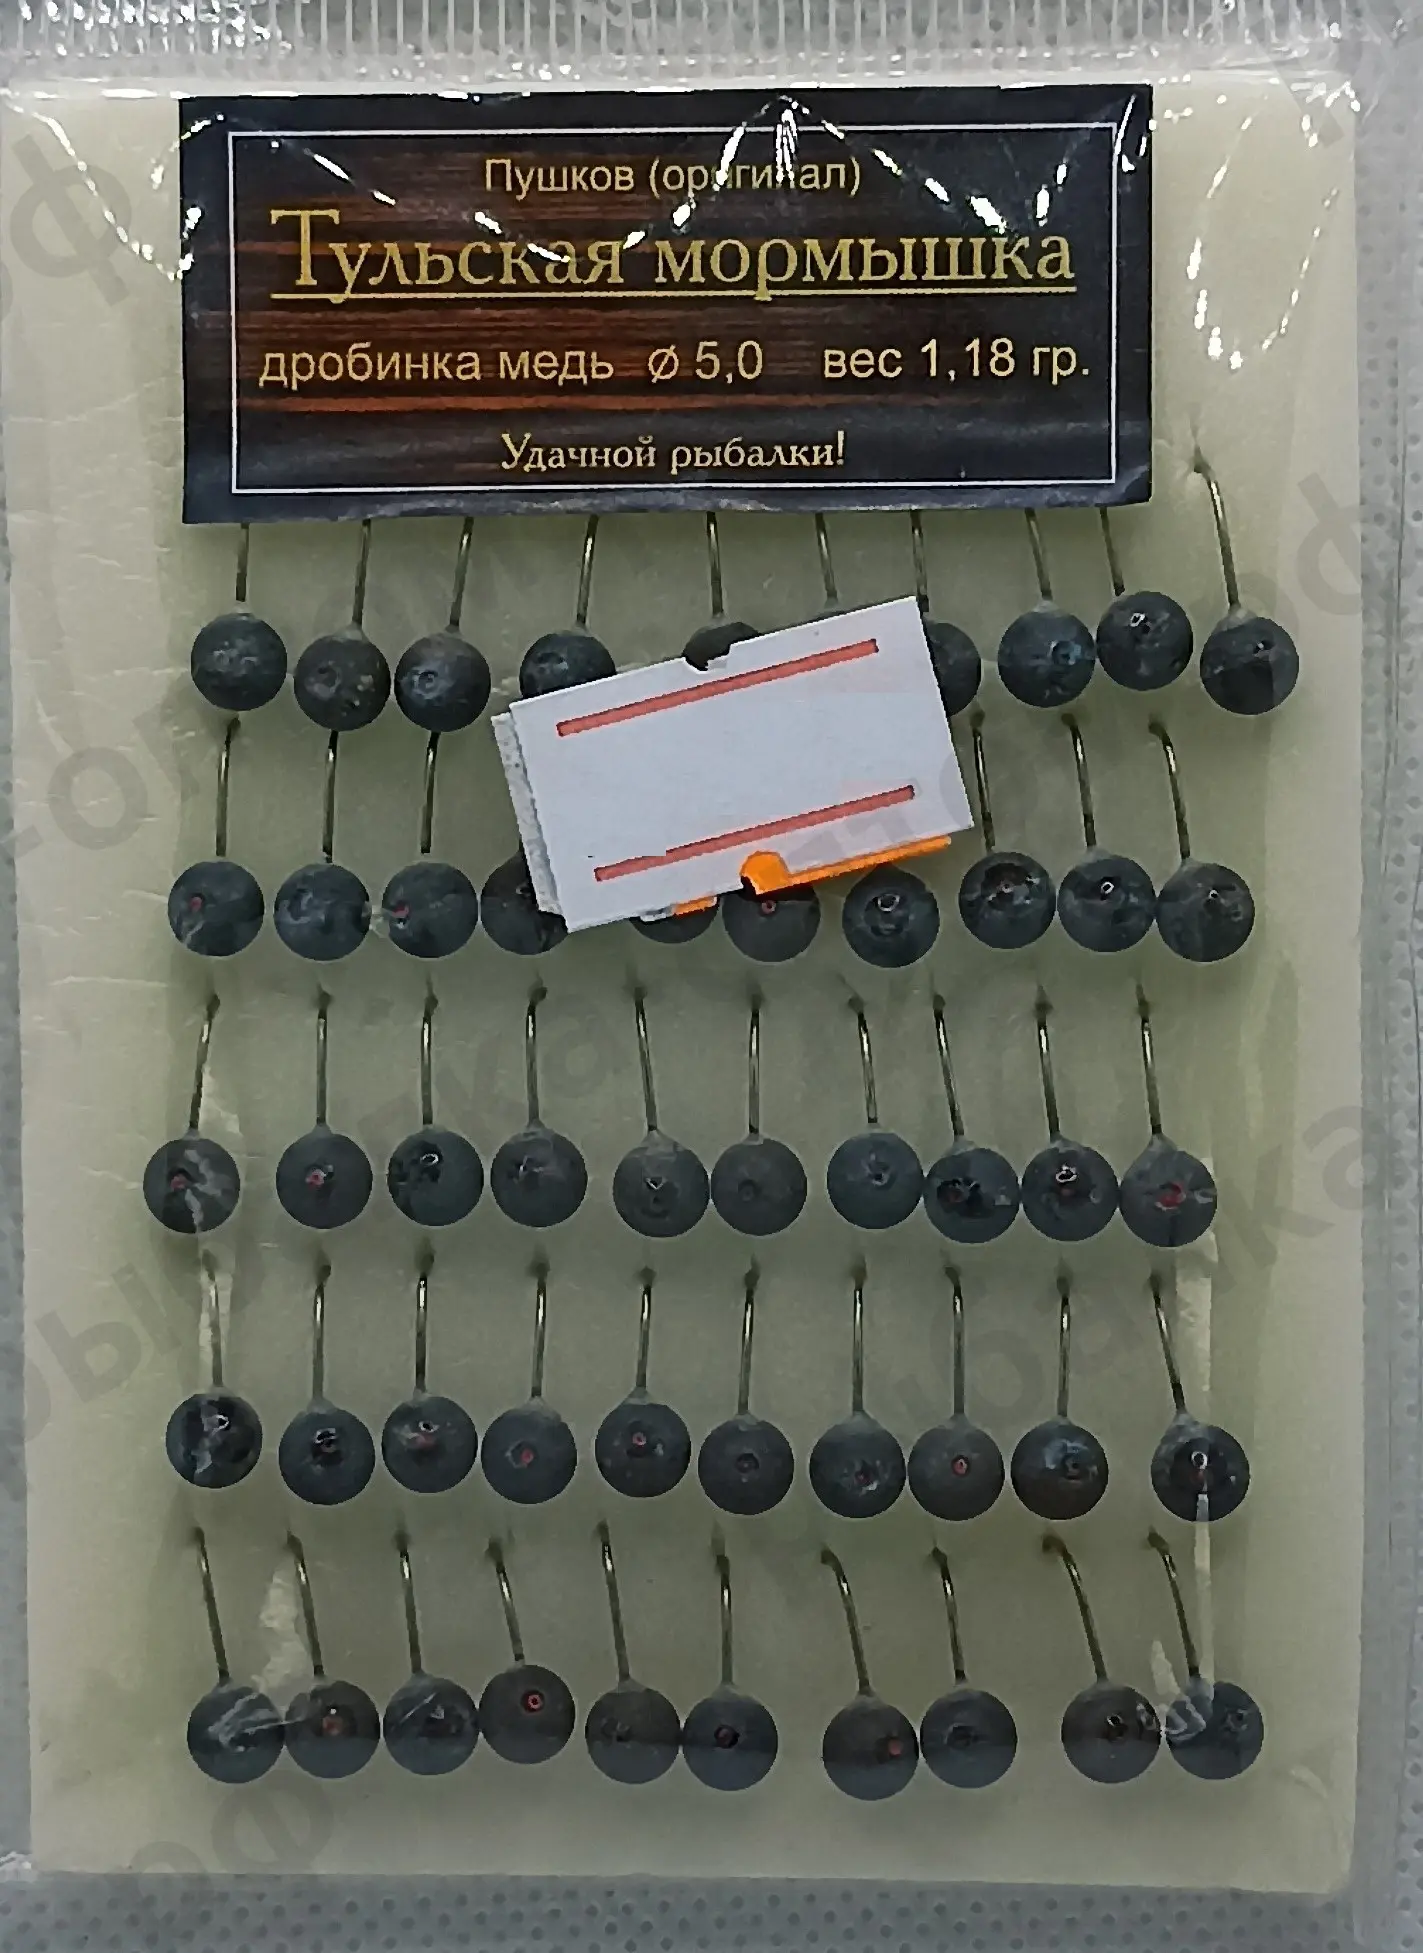 Пушков (оригинал)
Тульская мормышка
дробинка медь ⌀ 5,0 вес 1,18 гр.
Удачной рыбалки!